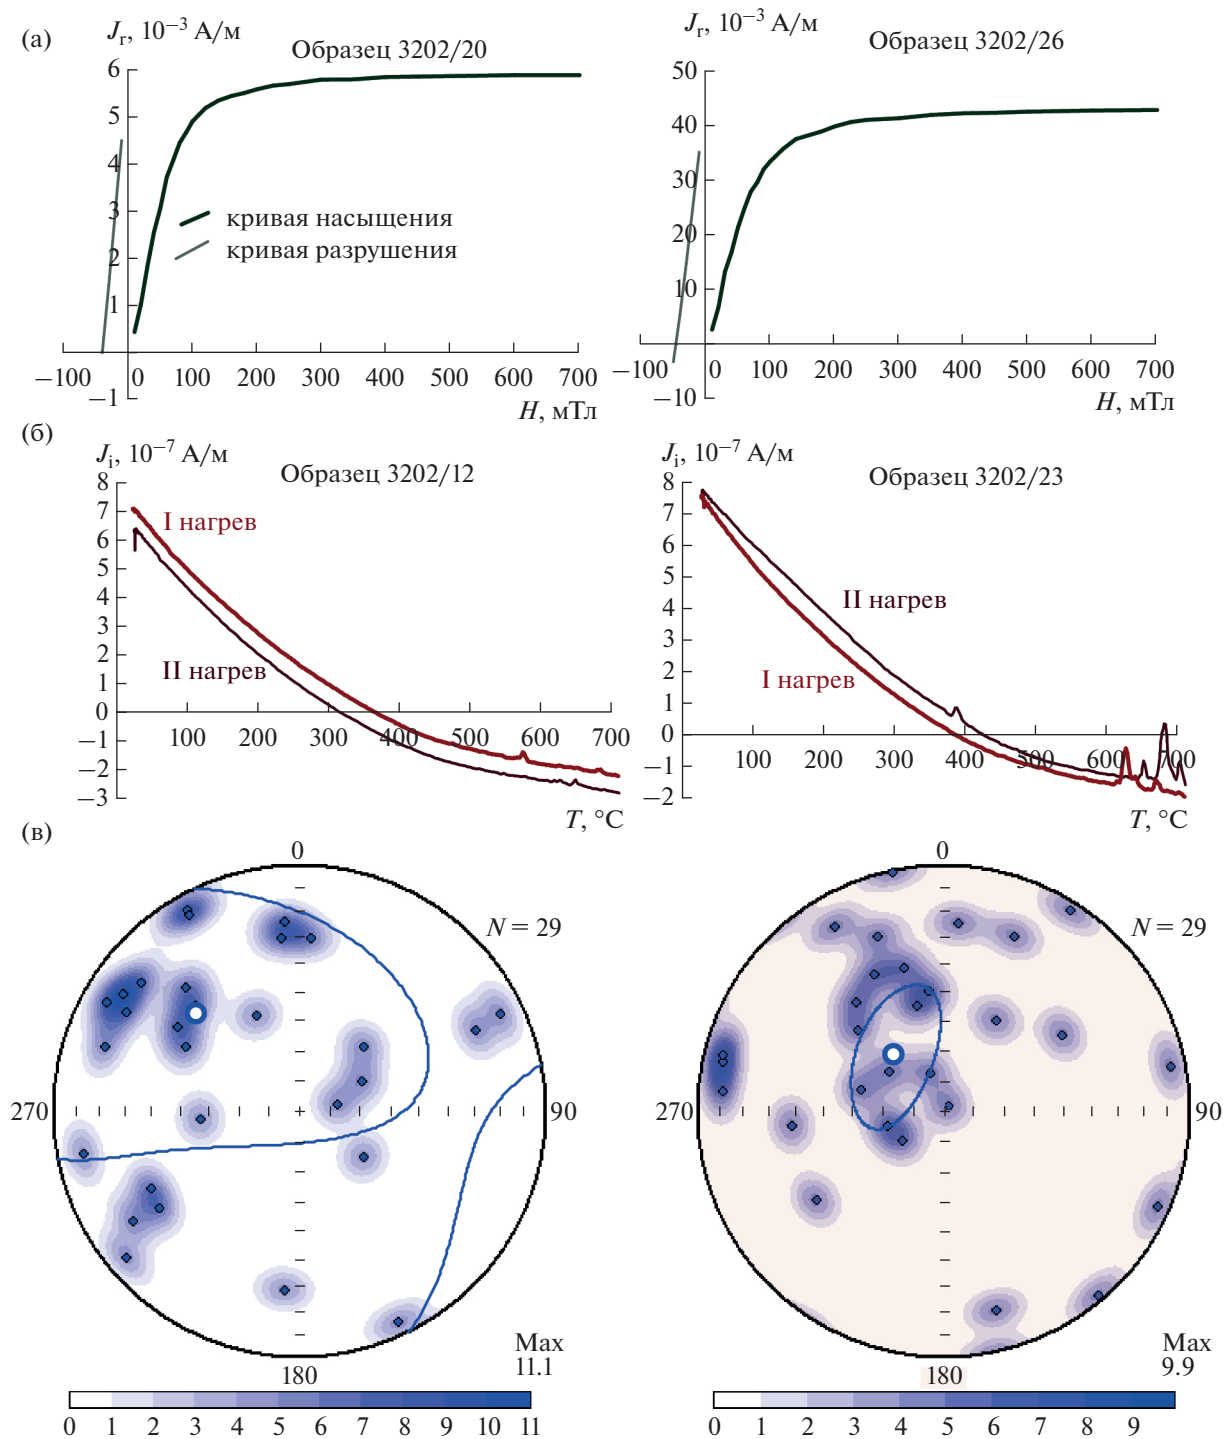 (а)
J_r, 10⁻³ А/м
Образец 3202/20
6
5
4
3
2
1
−1
−100 0 100 200 300 400 500 600 700
H, мТл
кривая насыщения
кривая разрушения
J_r, 10⁻³ А/м
Образец 3202/26
50
40
30
20
10
−10
−100 0 100 200 300 400 500 600 700
H, мТл
(б)
J_i, 10⁻⁷ А/м
Образец 3202/12
8
7
6
5
4
3
2
1
0
−1
−2
−3
100 200 300 400 500 600 700
T, °C
I нагрев
II нагрев
J_i, 10⁻⁷ А/м
Образец 3202/23
8
7
6
5
4
3
2
1
0
−1
−2
100 200 300 400 500 600 700
T, °C
II нагрев
I нагрев
(в)
0
N = 29
270
90
180
Max
11.1
0 1 2 3 4 5 6 7 8 9 10 11
0
N = 29
270
90
180
Max
9.9
0 1 2 3 4 5 6 7 8 9